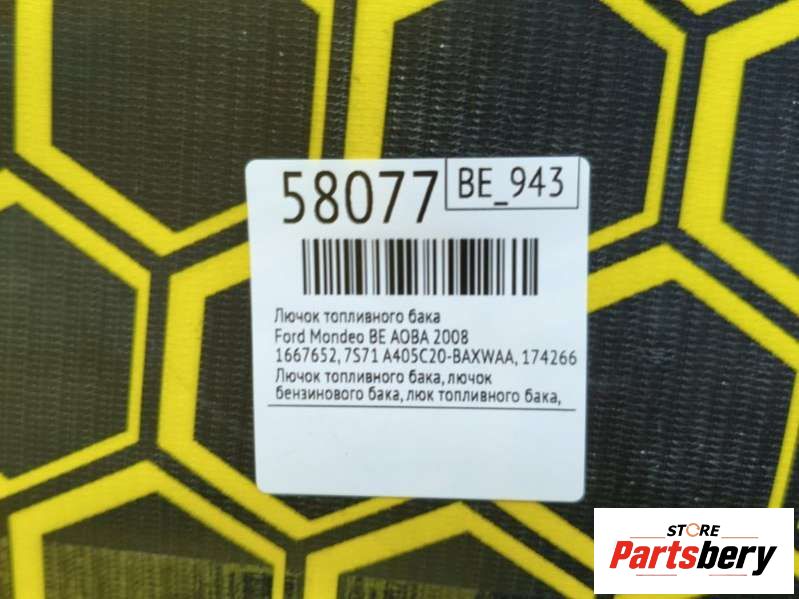 58077
BE_943
Лючок топливного бака
Ford Mondeo BE AOBA 2008
1667652, 7S71 A405C20-BAXWAA, 174266
Лючок топливного бака, лючок
бензинового бака, люк топливного бака,
STORE
Partsbery